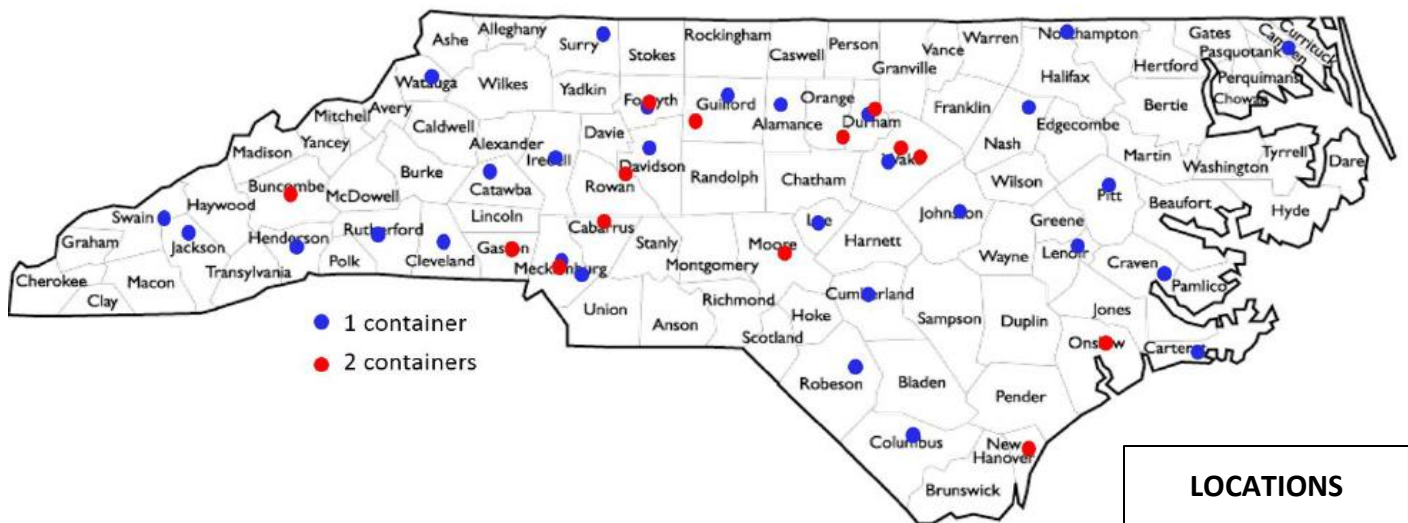 Ashe
Alleghany
Surry
Stokes
Rockingham
Caswell
Person
Vance
Warren
Northampton
Gates
Camden
Currituck
Pasquotank
Granville
Halifax
Hertford
Perquimans
Chowan
Watauga
Wilkes
Yadkin
Forsyth
Guilford
Orange
Durham
Franklin
Bertie
Mitchell
Avery
Alamance
Nash
Edgecombe
Yancey
Caldwell
Alexander
Davie
Iredell
Davidson
Wake
Martin
Washington
Tyrrell
Dare
Madison
Burke
Catawba
Rowan
Randolph
Chatham
Wilson
Buncombe
McDowell
Haywood
Pitt
Beaufort
Hyde
Swain
Lincoln
Johnston
Greene
Graham
Jackson
Henderson
Rutherford
Cleveland
Gaston
Cabarrus
Stanly
Moore
Lee
Harnett
Wayne
Lenoir
Craven
Cherokee
Macon
Transylvania
Polk
Mecklenburg
Montgomery
Pamlico
Clay
Union
Anson
Richmond
Hoke
Cumberland
Sampson
Duplin
Jones
Scotland
Onslow
Carteret
1 container
2 containers
Robeson
Bladen
Pender
Columbus
New
Hanover
Brunswick
LOCATIONS